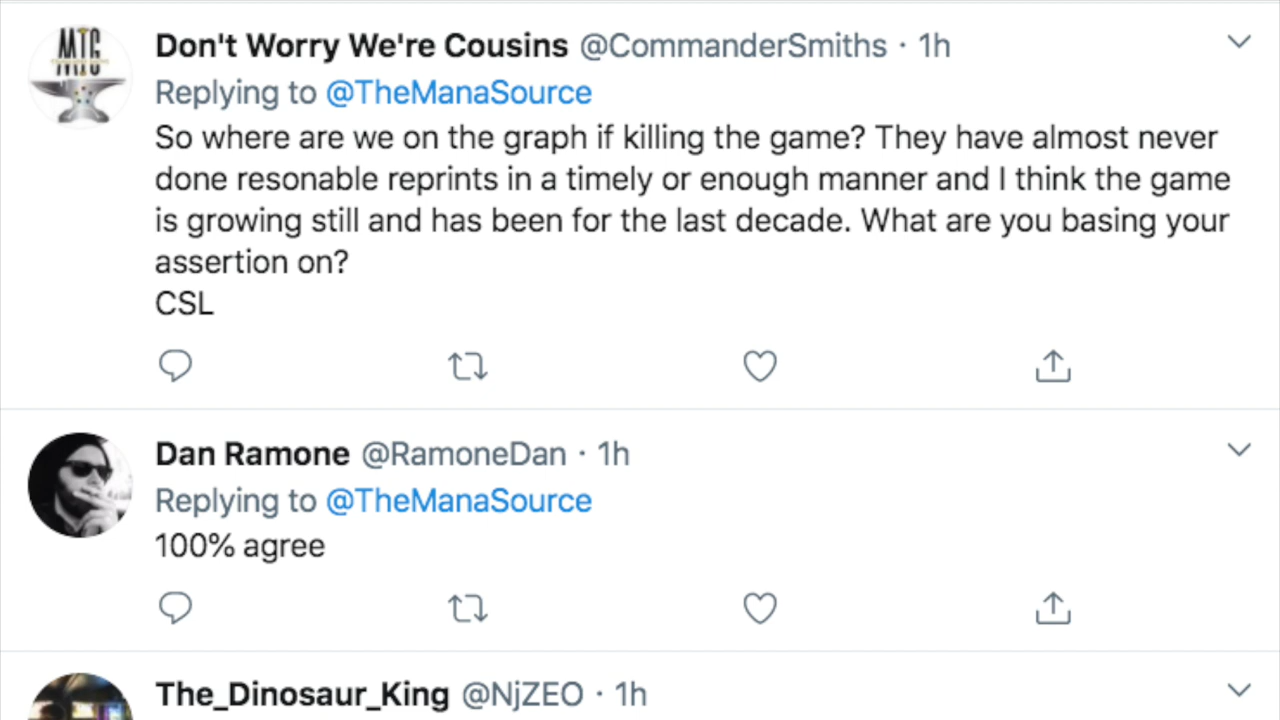 MTG
Don't Worry We're Cousins @CommanderSmiths · 1h
Replying to @TheManaSource
So where are we on the graph if killing the game? They have almost never
done resonable reprints in a timely or enough manner and I think the game
is growing still and has been for the last decade. What are you basing your
assertion on?
CSL
Dan Ramone @RamoneDan · 1h
Replying to @TheManaSource
100% agree
The_Dinosaur_King @NjZEO · 1h